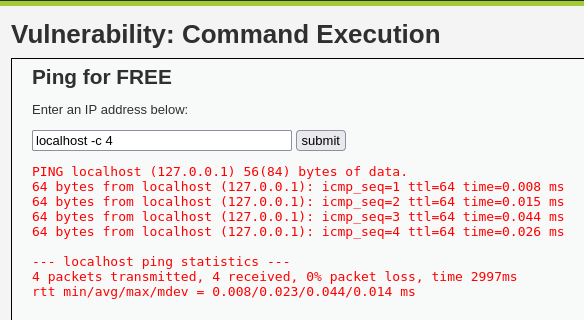 Vulnerability: Command Execution
Ping for FREE
Enter an IP address below:
localhost -c 4 submit
PING localhost (127.0.0.1) 56(84) bytes of data.
64 bytes from localhost (127.0.0.1): icmp_seq=1 ttl=64 time=0.008 ms
64 bytes from localhost (127.0.0.1): icmp_seq=2 ttl=64 time=0.015 ms
64 bytes from localhost (127.0.0.1): icmp_seq=3 ttl=64 time=0.044 ms
64 bytes from localhost (127.0.0.1): icmp_seq=4 ttl=64 time=0.026 ms
--- localhost ping statistics ---
4 packets transmitted, 4 received, 0% packet loss, time 2997ms
rtt min/avg/max/mdev = 0.008/0.023/0.044/0.014 ms